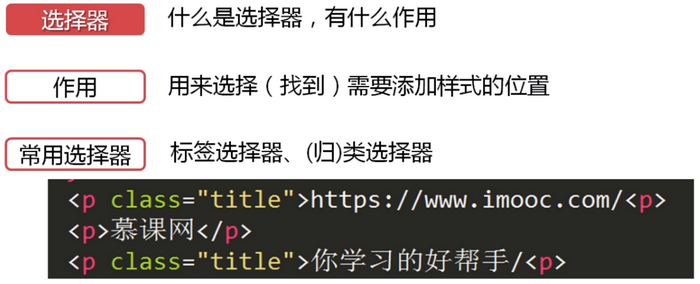 选择器 什么是选择器，有什么作用
作用 用来选择（找到）需要添加样式的位置
常用选择器 标签选择器、(归)类选择器
<p class="title">https://www.imooc.com/<p>
<p>慕课网</p>
<p class="title">你学习的好帮手/<p>